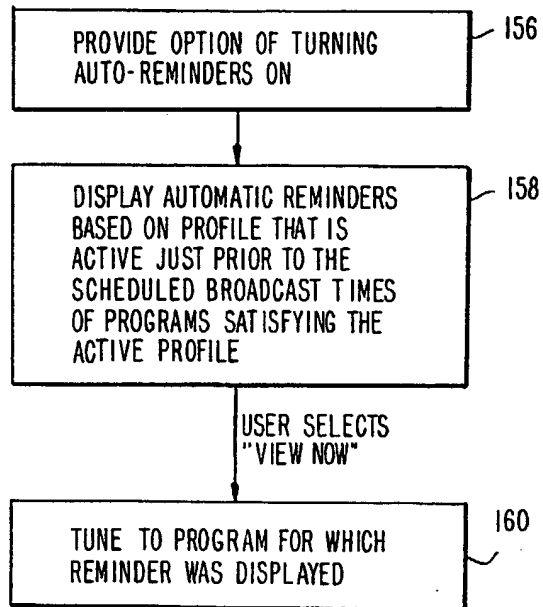 PROVIDE OPTION OF TURNING
AUTO-REMINDERS ON
156
DISPLAY AUTOMATIC REMINDERS
BASED ON PROFILE THAT IS
ACTIVE JUST PRIOR TO THE
SCHEDULED BROADCAST TIMES
OF PROGRAMS SATISFYING THE
ACTIVE PROFILE
158
USER SELECTS
"VIEW NOW"
TUNE TO PROGRAM FOR WHICH
REMINDER WAS DISPLAYED
160